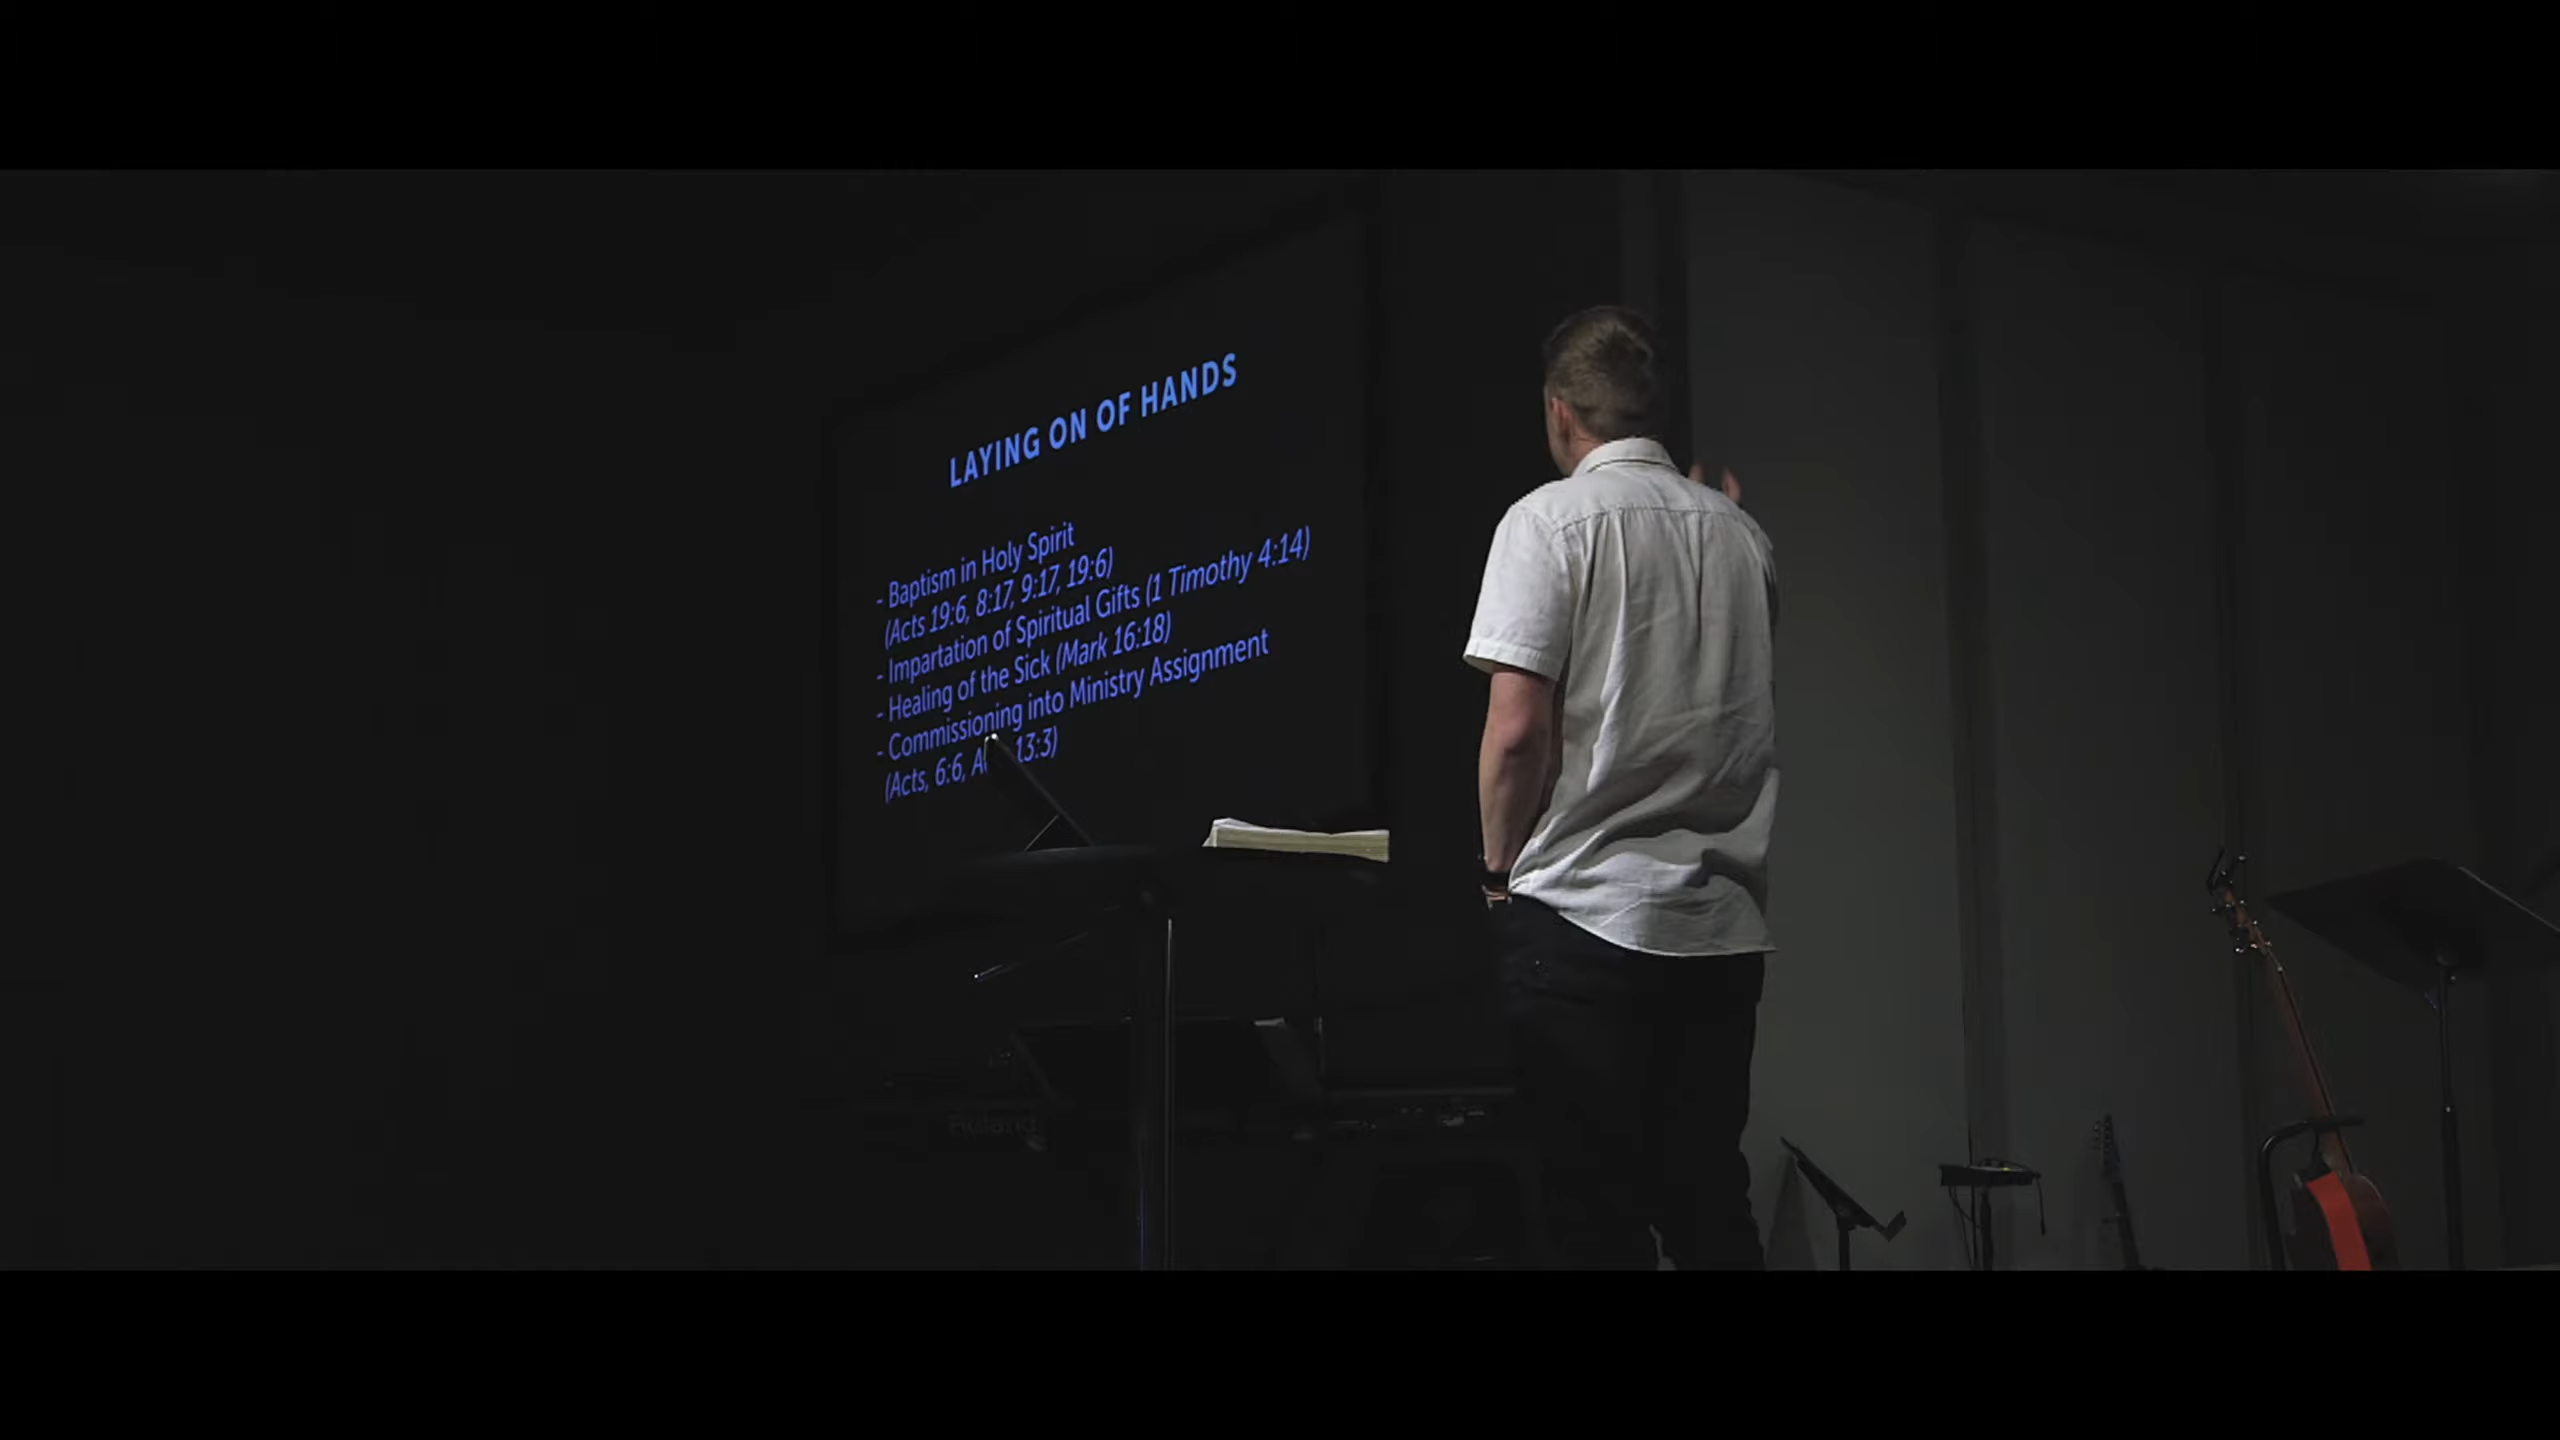 LAYING ON OF HANDS
- Baptism in Holy Spirit
(Acts 19:6, 8:17, 9:17, 19:6)
- Impartation of Spiritual Gifts (1 Timothy 4:14)
- Healing of the Sick (Mark 16:18)
- Commissioning into Ministry Assignment
(Acts, 6:6, 13:3)
Roland